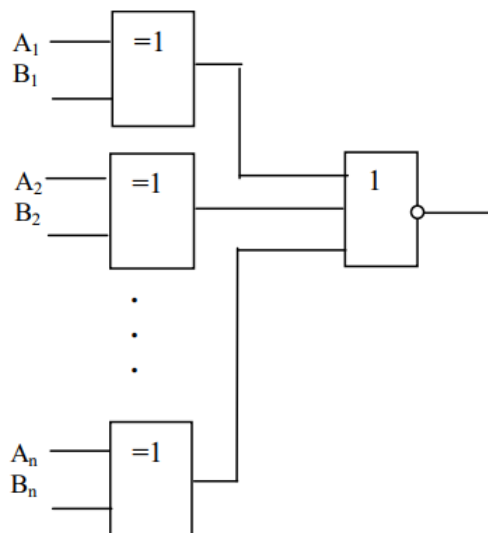 A₁ =1
B₁
1
A₂ =1
B₂
Aₙ =1
Bₙ